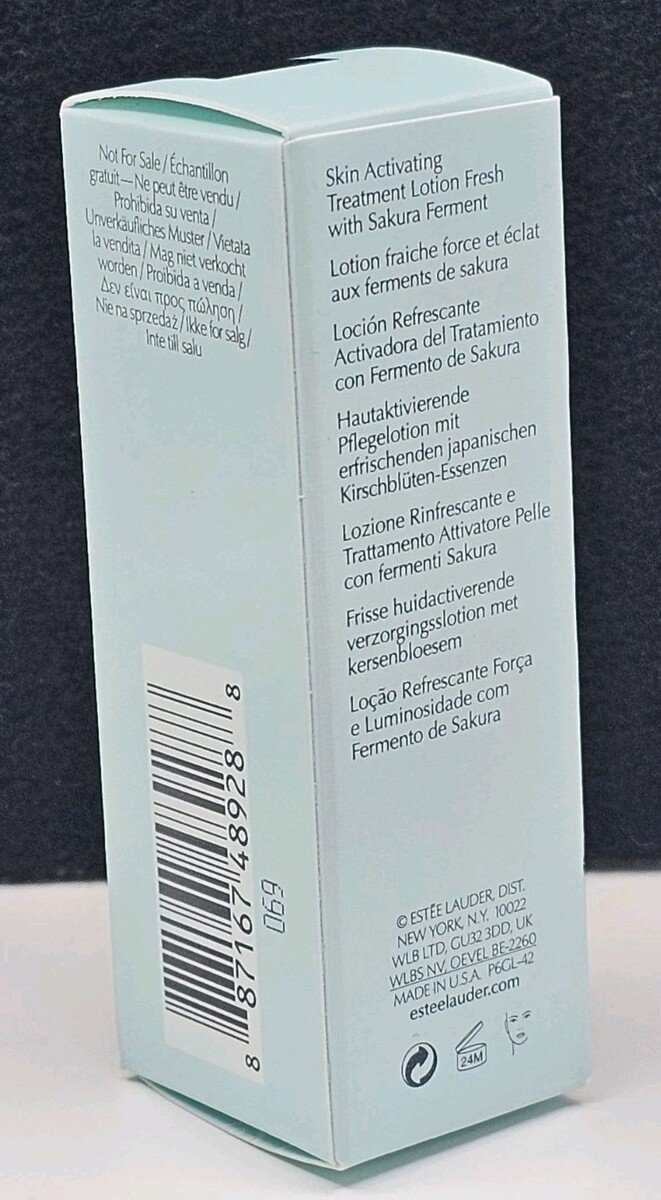 Not For Sale / Échantillon
gratuit—Ne peut être vendu /
Prohibida su venta /
Unverkäufliches Muster / Vietata
la vendita / Mag niet verkocht
worden / Proibida a venda /
Δεν είναι προς πώληση /
Nie na sprzedaż / Ikke for salg /
Inte till salu
8 87167 48928 8
069
Skin Activating
Treatment Lotion Fresh
with Sakura Ferment
Lotion fraiche force et éclat
aux ferments de sakura
Loción Refrescante
Activadora del Tratamiento
con Fermento de Sakura
Hautaktivierende
Pflegelotion mit
erfrischenden japanischen
Kirschblüten-Essenzen
Lozione Rinfrescante e
Trattamento Attivatore Pelle
con fermenti Sakura
Frisse huidactiverende
verzorgingsslotion met
kersenbloesem
Loção Refrescante Força
e Luminosidade com
Fermento de Sakura
© ESTÉE LAUDER, DIST.
NEW YORK, N.Y. 10022
WLB LTD, GU32 3DD, UK
WLBS NV, OEVEL BE-2260
MADE IN U.S.A. P6GL-42
esteelauder.com
24M